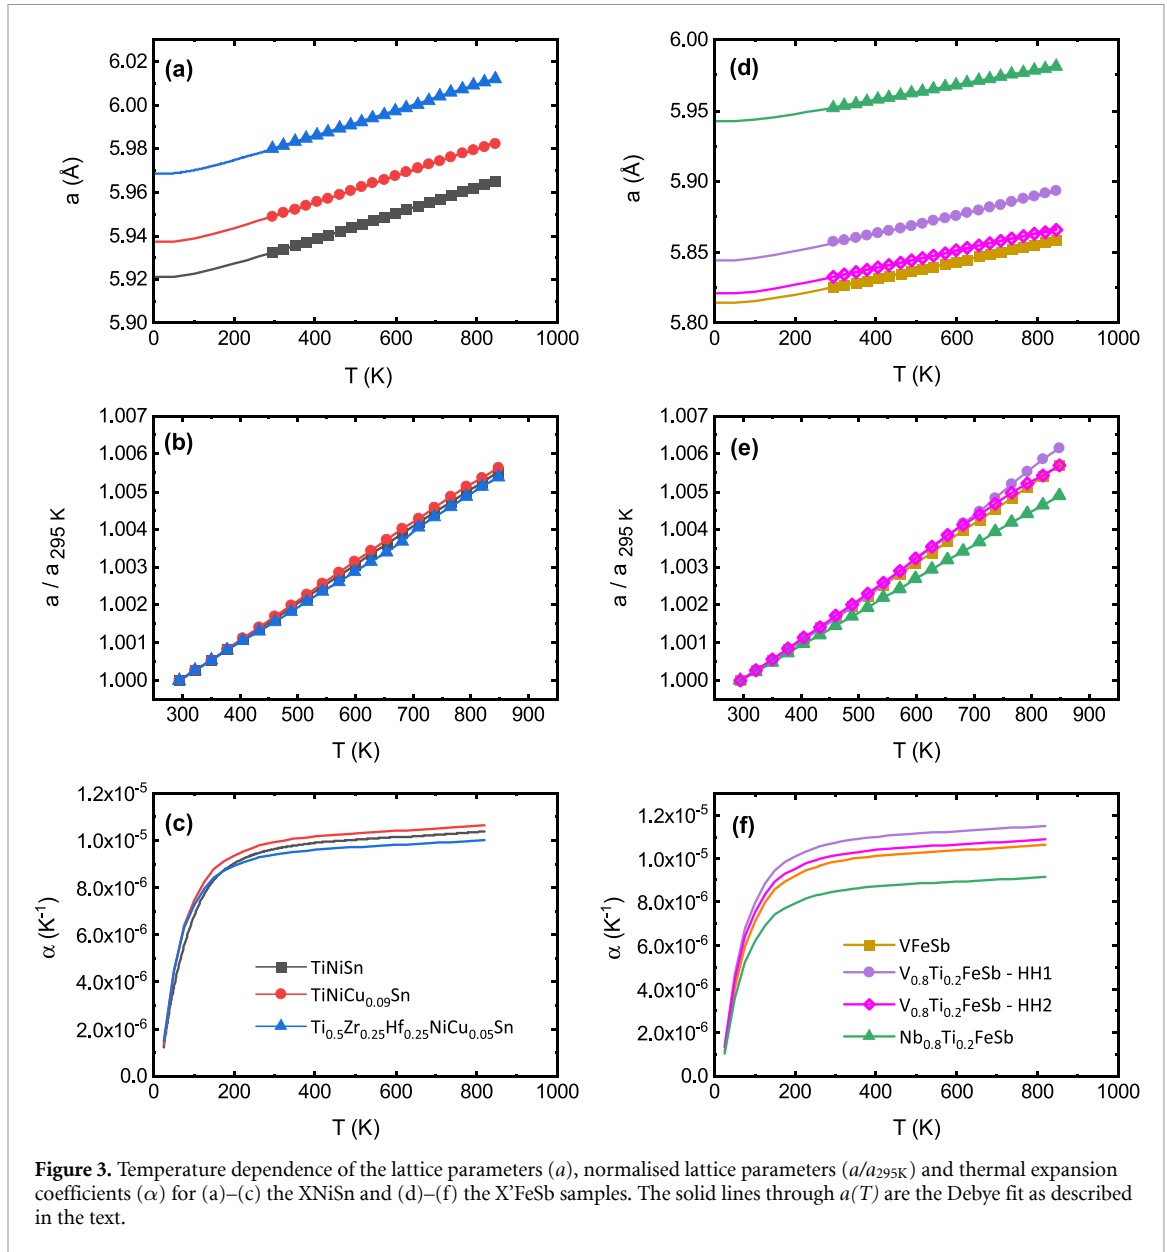 (a)
6.02
6.00
5.98
5.96
5.94
5.92
5.90
a (Å)
0 200 400 600 800 1000
T (K)
(d)
6.00
5.95
5.90
5.85
5.80
a (Å)
0 200 400 600 800 1000
T (K)
(b)
1.007
1.006
1.005
1.004
1.003
1.002
1.001
1.000
a / a 295 K
300 400 500 600 700 800 900
T (K)
(e)
1.007
1.006
1.005
1.004
1.003
1.002
1.001
1.000
a / a 295 K
300 400 500 600 700 800 900
T (K)
(c)
1.2x10⁻⁵
1.0x10⁻⁵
8.0x10⁻⁶
6.0x10⁻⁶
4.0x10⁻⁶
2.0x10⁻⁶
0.0
α (K⁻¹)
TiNiSn
TiNiCu₀.₀₉Sn
Ti₀.₅Zr₀.₂₅Hf₀.₂₅NiCu₀.₀₅Sn
0 200 400 600 800 1000
T (K)
(f)
1.2x10⁻⁵
1.0x10⁻⁵
8.0x10⁻⁶
6.0x10⁻⁶
4.0x10⁻⁶
2.0x10⁻⁶
0.0
α (K⁻¹)
VFeSb
V₀.₈Ti₀.₂FeSb - HH1
V₀.₈Ti₀.₂FeSb - HH2
Nb₀.₈Ti₀.₂FeSb
0 200 400 600 800 1000
T (K)
Figure 3. Temperature dependence of the lattice parameters (a), normalised lattice parameters (a/a₂₉₅K) and thermal expansion
coefficients (α) for (a)–(c) the XNiSn and (d)–(f) the X'FeSb samples. The solid lines through a(T) are the Debye fit as described
in the text.